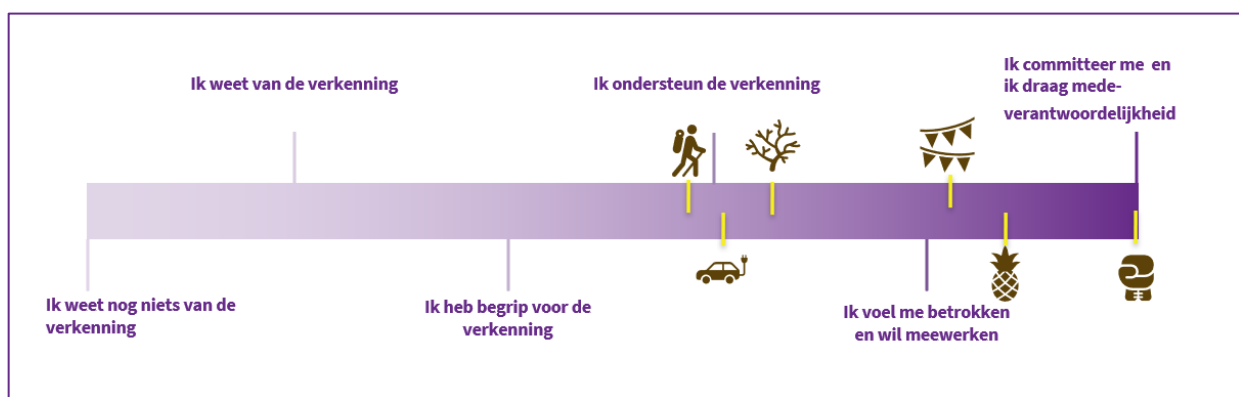 Ik weet van de verkenning
Ik ondersteun de verkenning
Ik committeer me en
ik draag mede-
verantwoordelijkheid
Ik weet nog niets van de
verkenning
Ik heb begrip voor de
verkenning
Ik voel me betrokken
en wil meewerken